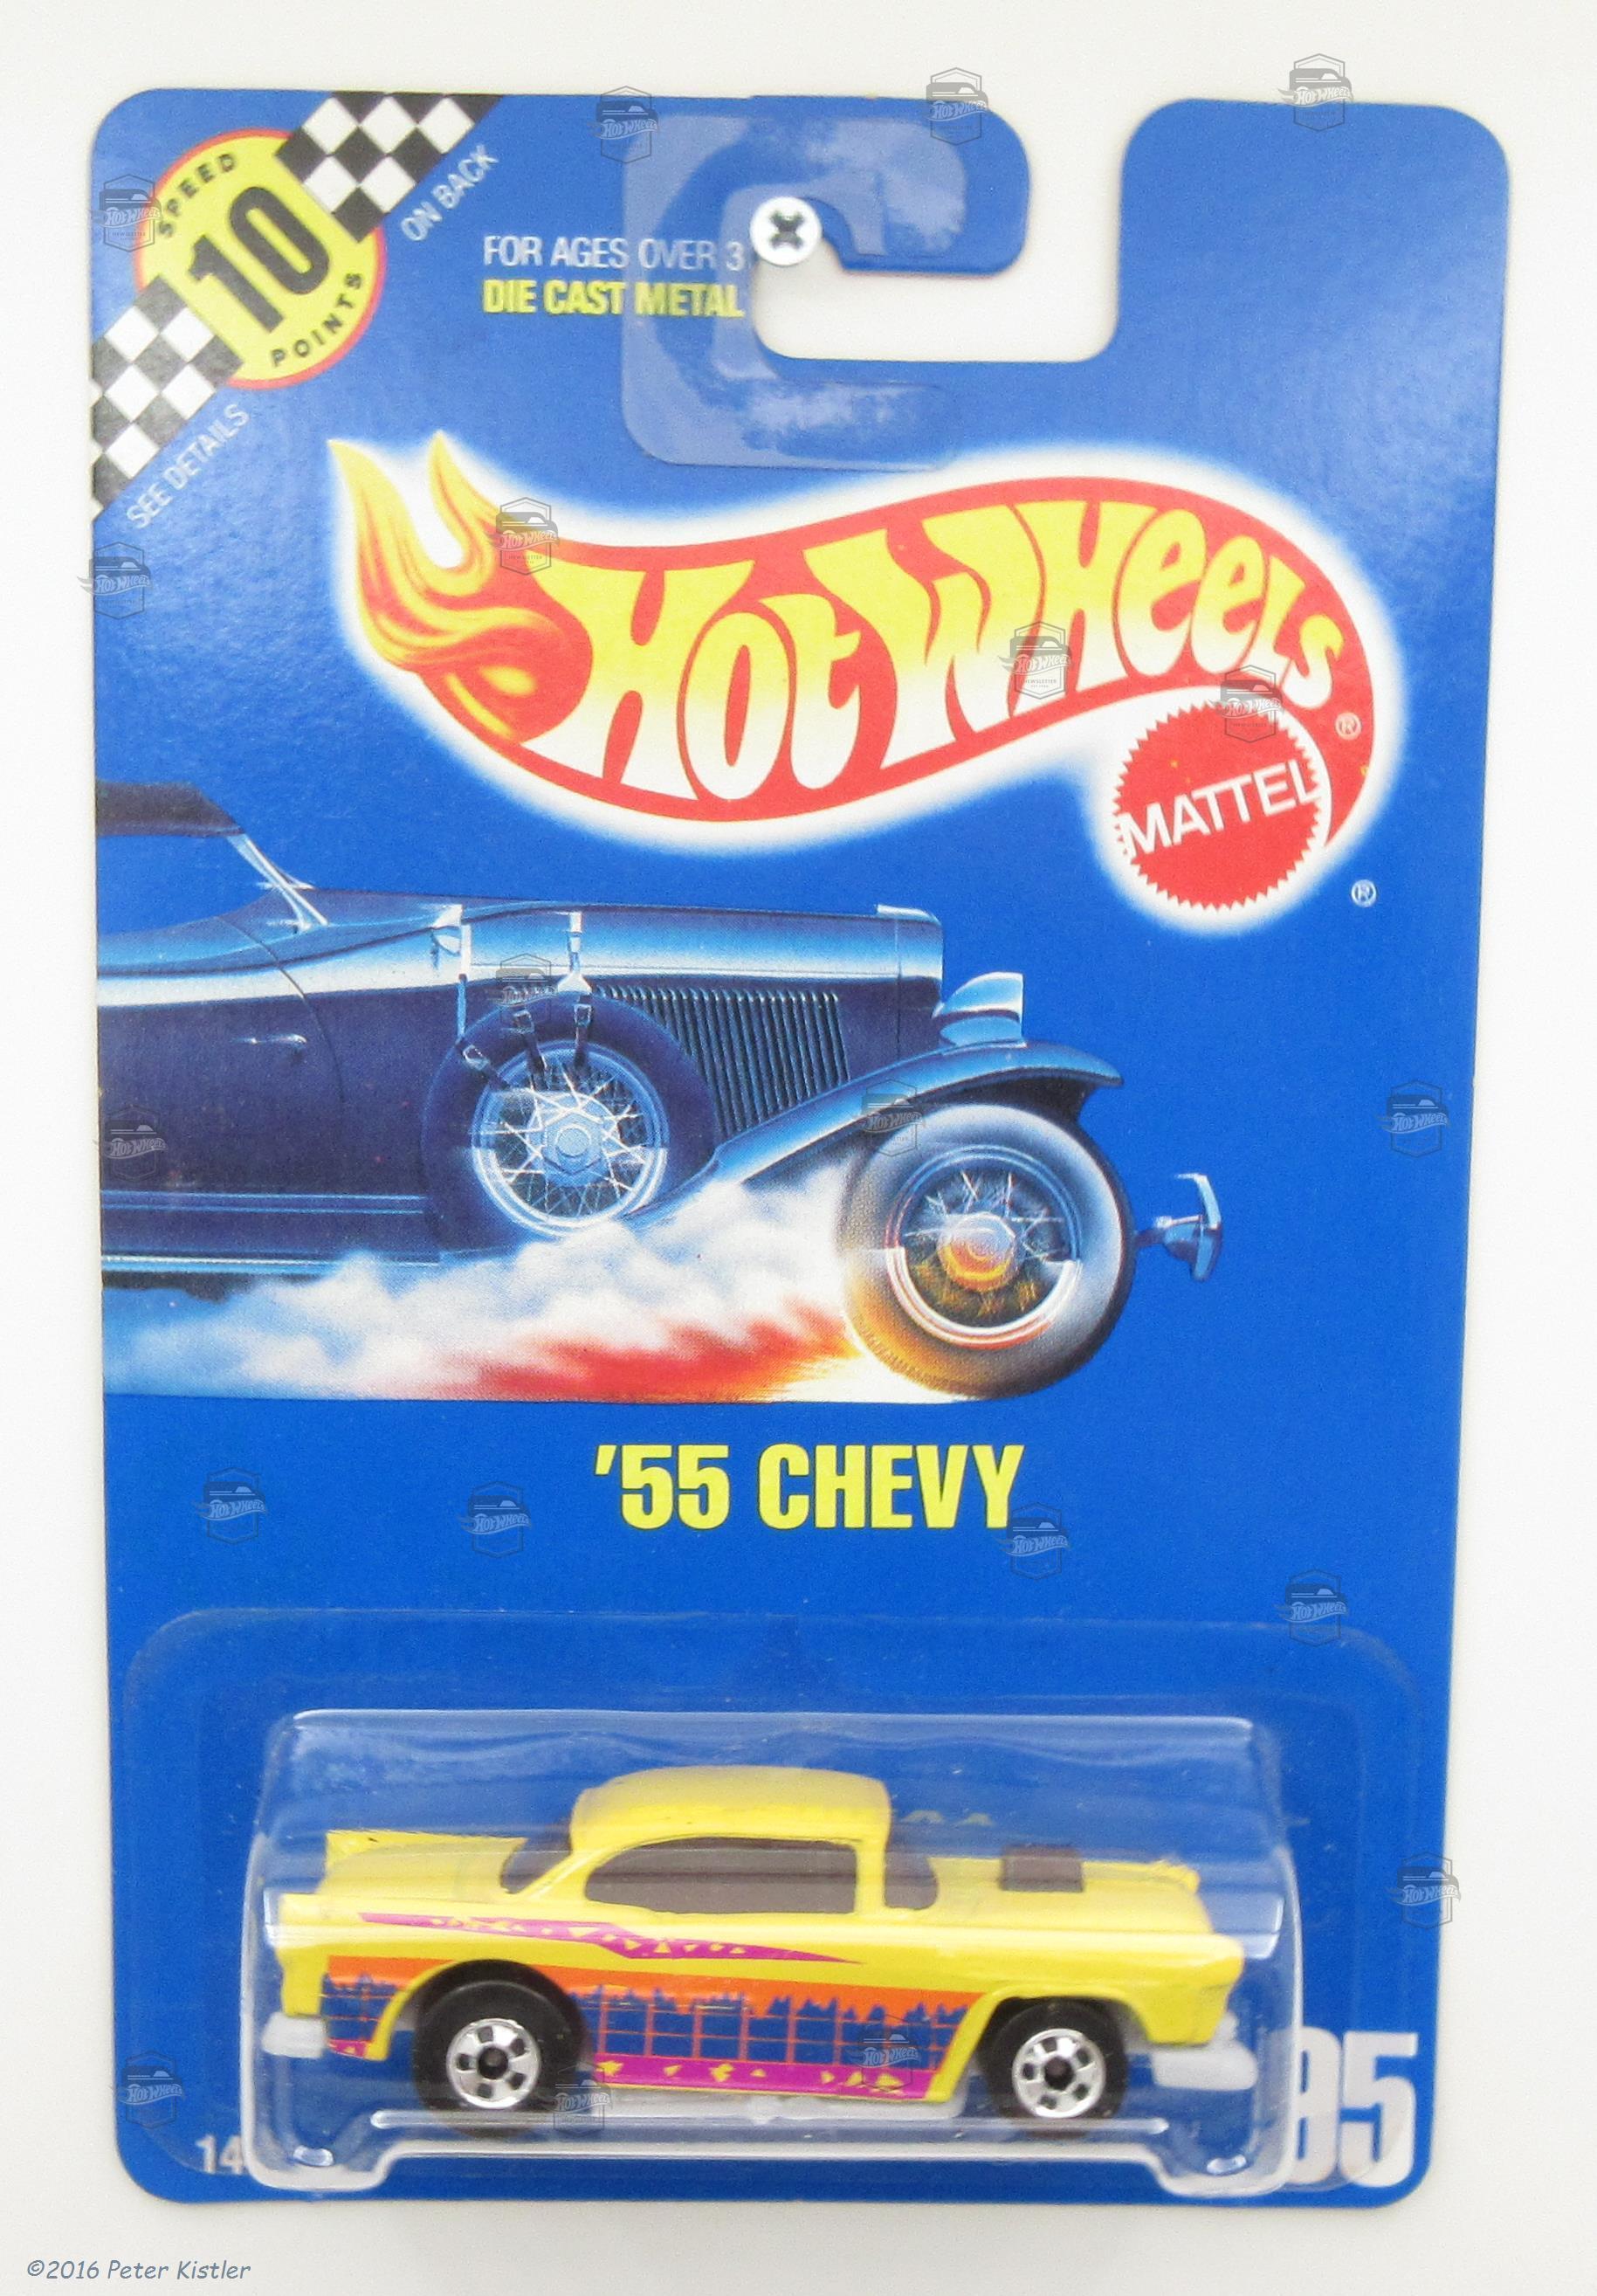 SPEED
10
POINTS
ON BACK
SEE DETAILS
FOR AGES OVER 3
DIE CAST METAL
Hot Wheels®
MATTEL
®
'55 CHEVY
14
95
©2016 Peter Kistler